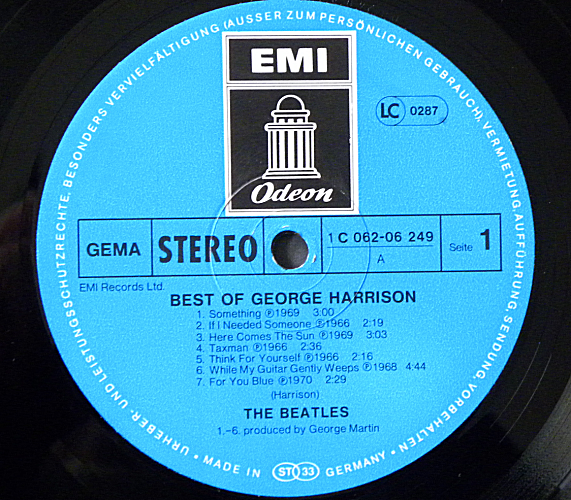 URHEBER- UND LEISTUNGSSCHUTZRECHTE, BESONDERS VERVIELFÄLTIGUNG (AUSSER ZUM PERSÖNLICHEN GEBRAUCH), VERMIETUNG, AUFFÜHRUNG, SENDUNG, VORBEHALTEN
EMI
Odeon
LC 0287
GEMA STEREO 1 C 062-06 249 Seite 1
A
EMI Records Ltd.
BEST OF GEORGE HARRISON
1. Something ℗1969 3:00
2. If I Needed Someone ℗1966 2:19
3. Here Comes The Sun ℗1969 3:03
4. Taxman ℗1966 2:36
5. Think For Yourself ℗1966 2:16
6. While My Guitar Gently Weeps ℗1968 4:44
7. For You Blue ℗1970 2:29
(Harrison)
THE BEATLES
1.-6. produced by George Martin
• MADE IN ST 33 GERMANY •